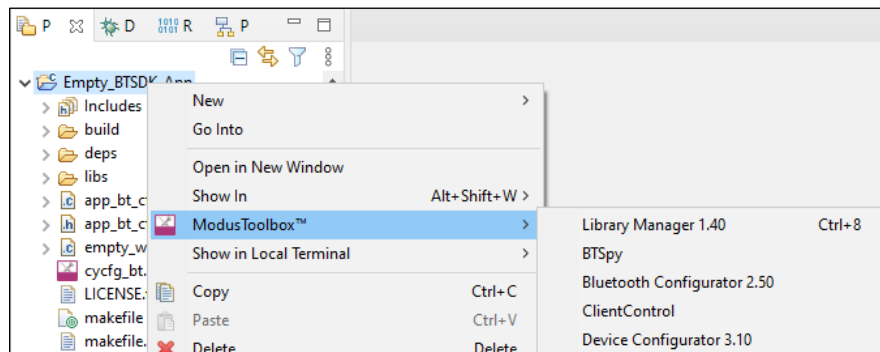 P D 1010 0101 R P
Empty_BTSDK_App
Includes
build
deps
libs
app_bt_c
app_bt_c
empty_w
cycfg_bt.
LICENSE.
makefile
makefile.
New
Go Into
Open in New Window
Show In Alt+Shift+W
ModusToolbox™
Show in Local Terminal
Copy Ctrl+C
Paste Ctrl+V
Delete Delete
Library Manager 1.40 Ctrl+8
BTSpy
Bluetooth Configurator 2.50
ClientControl
Device Configurator 3.10